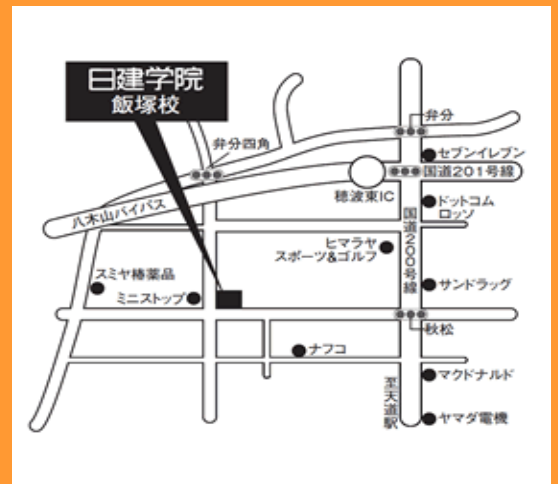 日建学院
飯塚校
弁分四角
弁分
セブンイレブン
国道201号線
穂波東IC
ドットコム
ロッソ
八木山バイパス
国道200号線
ヒマラヤ
スポーツ&ゴルフ
スミヤ椿薬品
ミニストップ
サンドラッグ
秋松
ナフコ
至天道駅
マクドナルド
ヤマダ電機